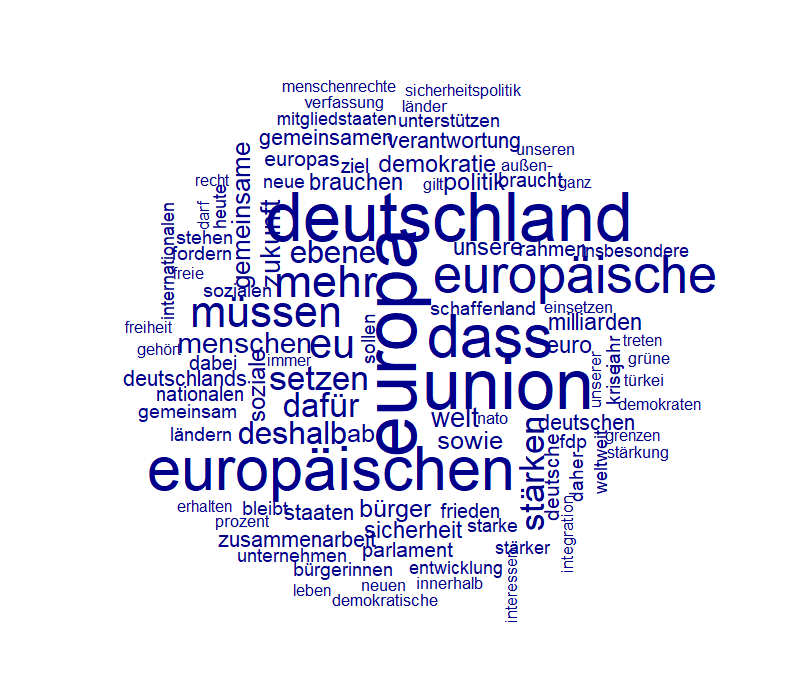 menschenrechte
sicherheitspolitik
verfassung
länder
mitgliedstaaten
unterstützen
gemeinsamen
verantwortung
unseren
europas
ziel
demokratie
außen-
recht
heute
neue
brauchen
gilt
politik
braucht
ganz
gemeinsame
darf
zukunft
deutschland
internationalen
stehen
fordern
ebene
europa
unsere
rahmen
insbesondere
freie
sozialen
mehr
europäische
müssen
schaffen
land
einsetzen
milliarden
freiheit
gehört
menschen
eu
sollen
dass
euro
jahr
treten
grüne
dabei
immer
deutschlands
setzen
union
unserer
krise
türkei
nationalen
soziale
dafür
gemeinsam
welt
nato
deutschen
demokraten
ländern
deshalb
ab
sowie
stärken
deutsche
fdp
daher
weltweit
grenzen
stärkung
europäischen
erhalten
bleibt
staaten
bürger
frieden
prozent
sicherheit
starke
integration
zusammenarbeit
unternehmen
parlament
stärker
bürgerinnen
entwicklung
interessen
leben
neuen
innerhalb
demokratische